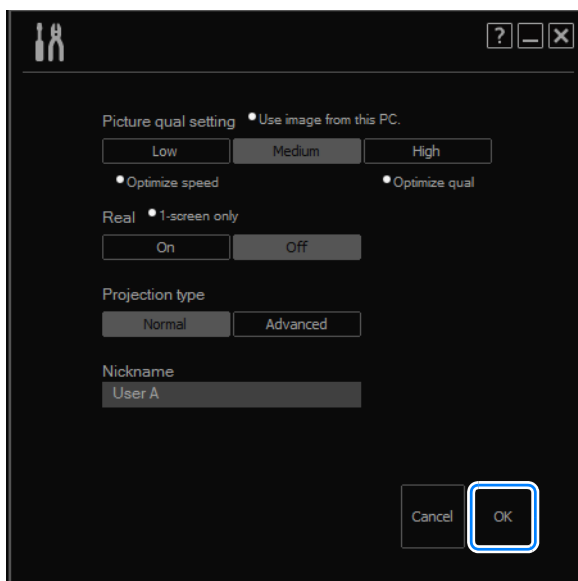 ?
Picture qual setting •Use image from this PC.
Low Medium High
•Optimize speed •Optimize qual
Real •1-screen only
On Off
Projection type
Normal Advanced
Nickname
User A
Cancel OK